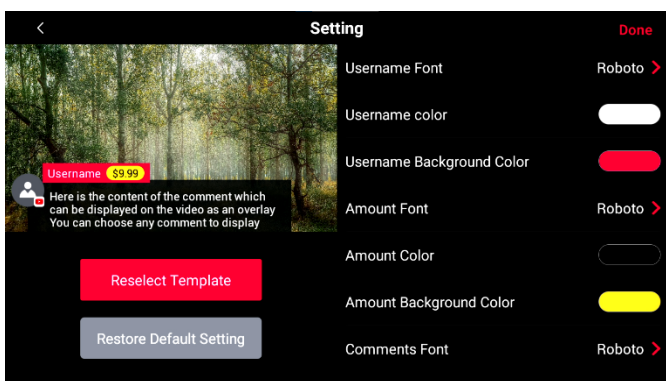 Setting
Done
Username $9.99
Here is the content of the comment which
can be displayed on the video as an overlay
You can choose any comment to display
Reselect Template
Restore Default Setting
Username Font Roboto
Username color
Username Background Color
Amount Font Roboto
Amount Color
Amount Background Color
Comments Font Roboto